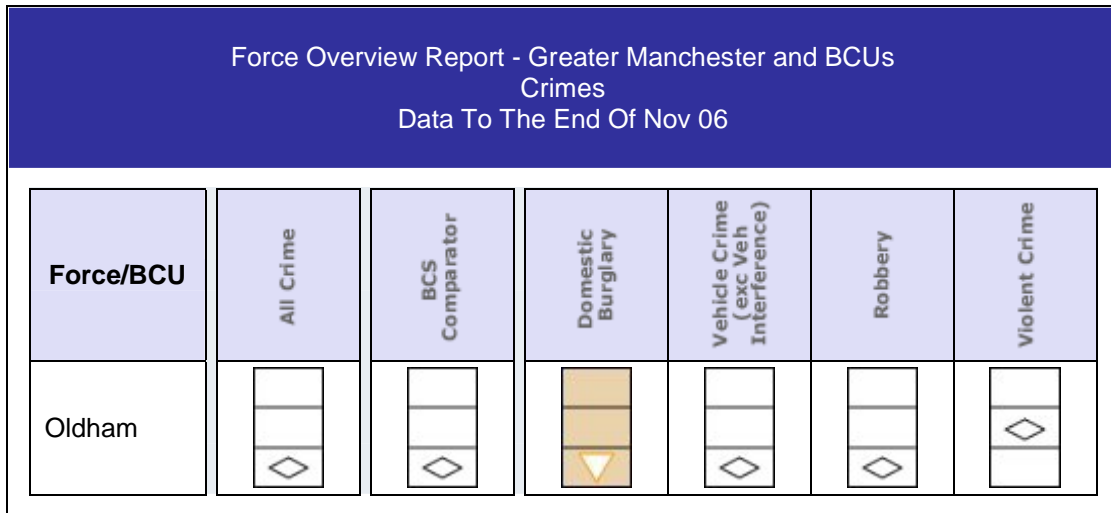 Force Overview Report - Greater Manchester and BCUs
Crimes
Data To The End Of Nov 06
Force/BCU
All Crime
BCS
Comparator
Domestic
Burglary
Vehicle Crime
(exc Veh
Interference)
Robbery
Violent Crime
Oldham